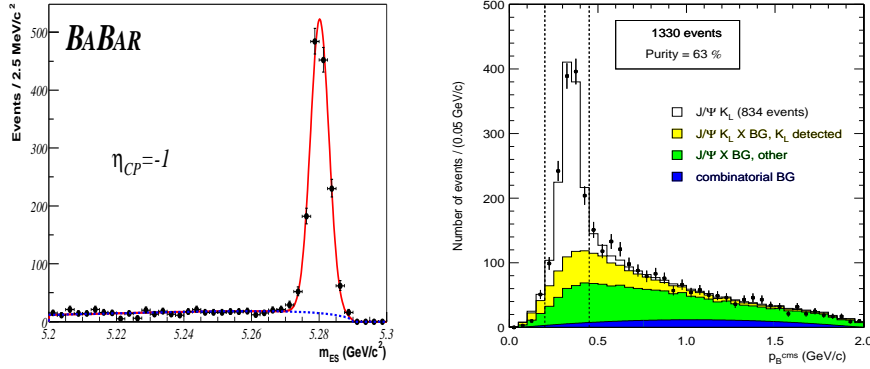 BABAR
η_CP=-1
Events / 2.5 MeV/c²
500
400
300
200
100
0
5.2
5.22
5.24
5.26
5.28
5.3
m_ES (GeV/c²)
1330 events
Purity = 63 %
J/Ψ K_L (834 events)
J/Ψ K_L X BG, K_L detected
J/Ψ X BG, other
combinatorial BG
Number of events / (0.05 GeV/c)
400
300
200
100
0
0.0
0.5
1.0
1.5
2.0
p_B^cms (GeV/c)